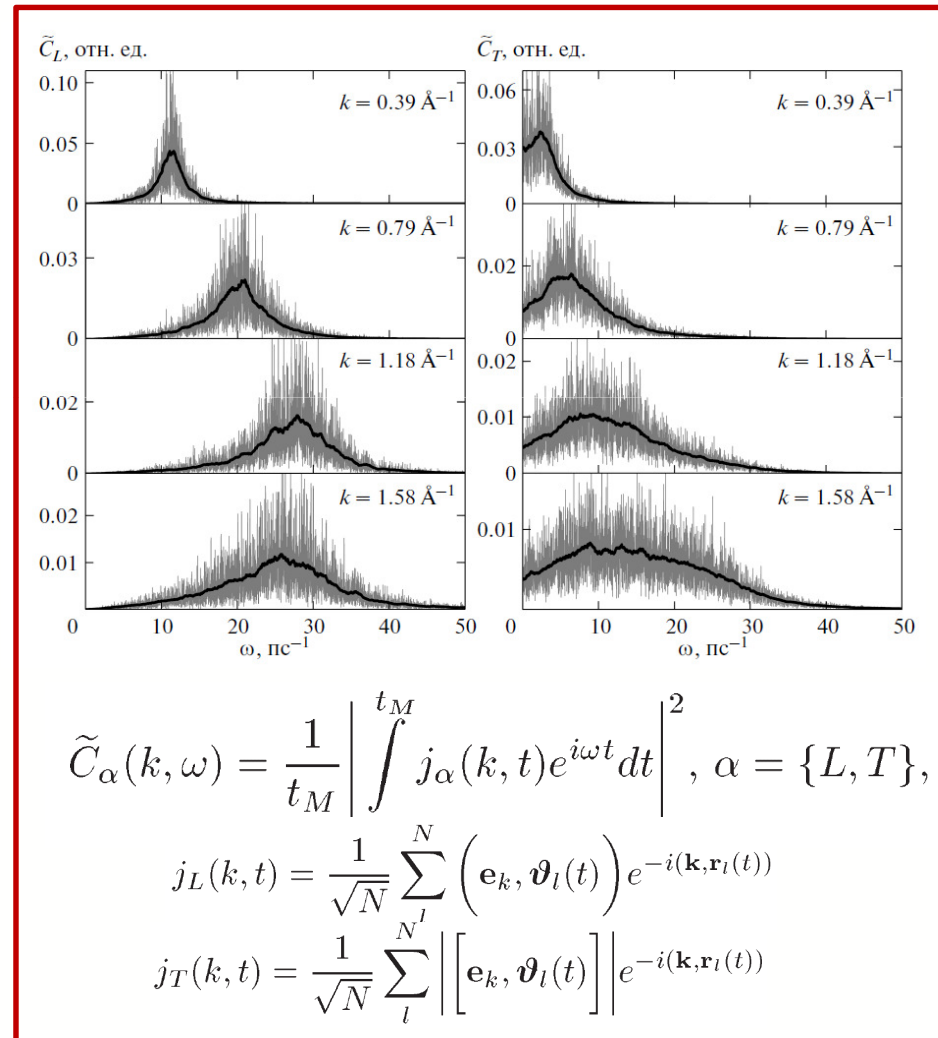 C̃_L, отн. ед.
C̃_T, отн. ед.
0.10
0.05
0
k = 0.39 Å⁻¹
0.06
0.03
0
k = 0.39 Å⁻¹
0.03
0
k = 0.79 Å⁻¹
0.02
0
k = 0.79 Å⁻¹
0.02
0
k = 1.18 Å⁻¹
0.02
0.01
0
k = 1.18 Å⁻¹
0.02
0.01
k = 1.58 Å⁻¹
0.01
k = 1.58 Å⁻¹
0 10 20 30 40 50
0 10 20 30 40 50
ω, пс⁻¹
ω, пс⁻¹
C̃_α(k, ω) = 1/t_M |∫^{t_M} j_α(k, t)e^{iωt}dt|², α = {L, T},
j_L(k, t) = 1/√N ∑_l^N (e_k, ϑ_l(t)) e^{-i(k,r_l(t))}
j_T(k, t) = 1/√N ∑_l^N |[e_k, ϑ_l(t)]| e^{-i(k,r_l(t))}